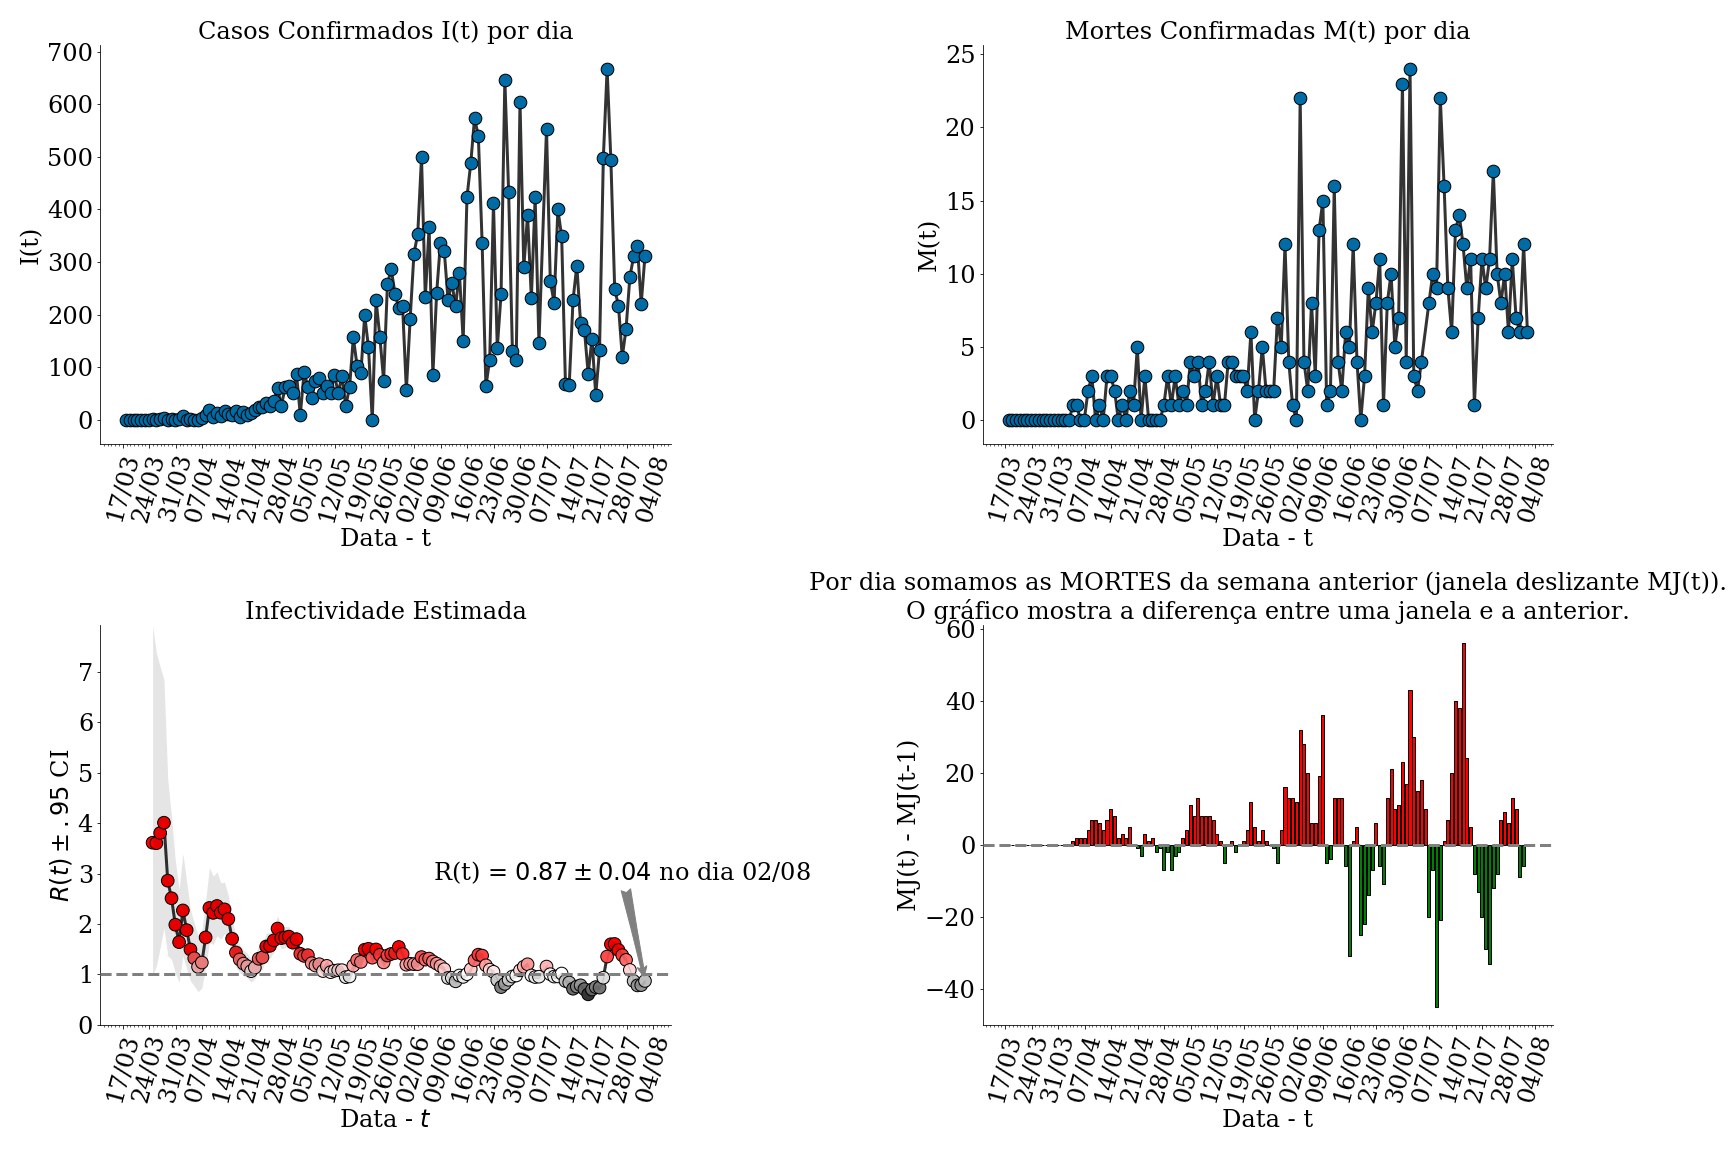 Casos Confirmados I(t) por dia
700
600
500
400
300
200
100
0
I(t)
17/03 24/03 31/03 07/04 14/04 21/04 28/04 05/05 12/05 19/05 26/05 02/06 09/06 16/06 23/06 30/06 07/07 14/07 21/07 28/07 04/08
Data - t
Mortes Confirmadas M(t) por dia
25
20
15
10
5
0
M(t)
17/03 24/03 31/03 07/04 14/04 21/04 28/04 05/05 12/05 19/05 26/05 02/06 09/06 16/06 23/06 30/06 07/07 14/07 21/07 28/07 04/08
Data - t
Infectividade Estimada
7
6
5
4
3
2
1
0
R(t) ± .95 CI
R(t) = 0.87 ± 0.04 no dia 02/08
17/03 24/03 31/03 07/04 14/04 21/04 28/04 05/05 12/05 19/05 26/05 02/06 09/06 16/06 23/06 30/06 07/07 14/07 21/07 28/07 04/08
Data - t
Por dia somamos as MORTES da semana anterior (janela deslizante MJ(t)).
O gráfico mostra a diferença entre uma janela e a anterior.
60
40
20
0
−20
−40
MJ(t) - MJ(t-1)
17/03 24/03 31/03 07/04 14/04 21/04 28/04 05/05 12/05 19/05 26/05 02/06 09/06 16/06 23/06 30/06 07/07 14/07 21/07 28/07 04/08
Data - t